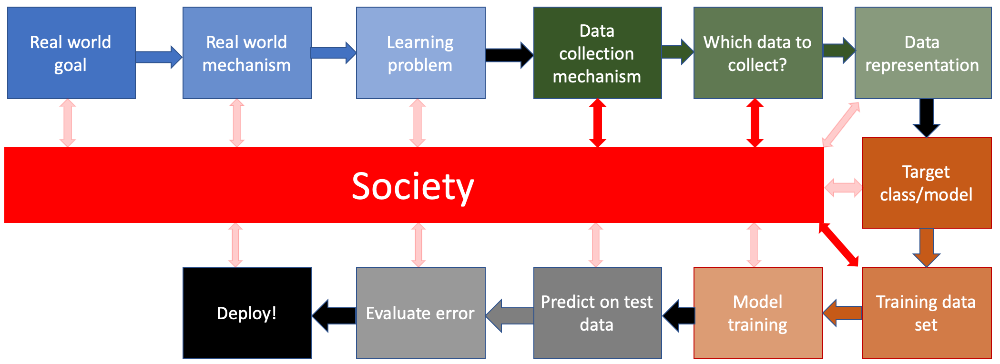 Real world
goal
Real world
mechanism
Learning
problem
Data
collection
mechanism
Which data to
collect?
Data
representation
Society
Target
class/model
Deploy!
Evaluate error
Predict on test
data
Model
training
Training data
set